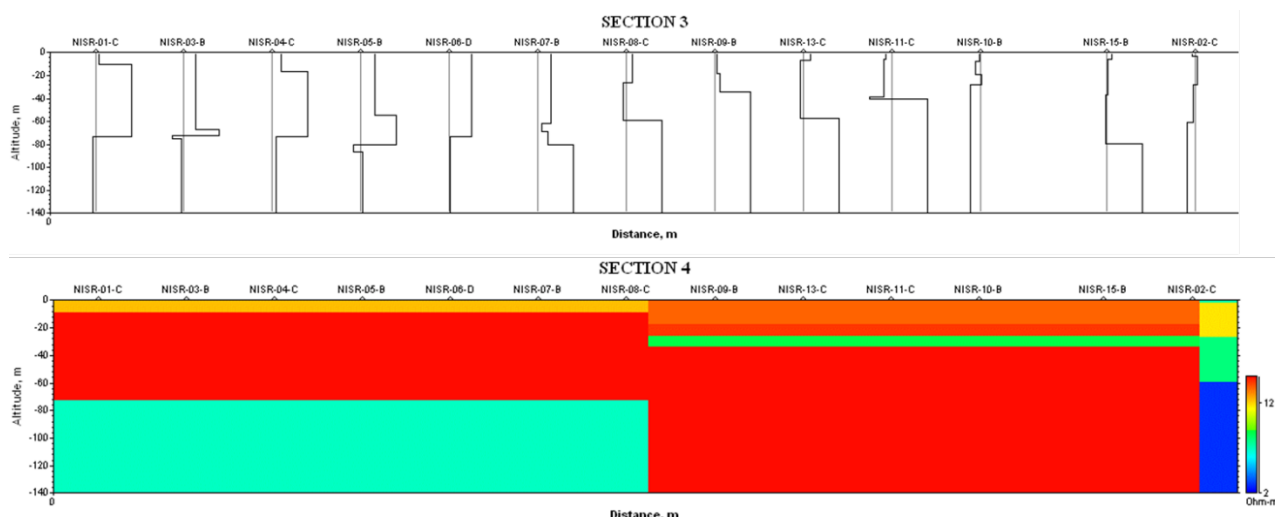 SECTION 3
NISR-01-C NISR-03-B NISR-04-C NISR-05-B NISR-06-D NISR-07-B NISR-08-C NISR-09-B NISR-13-C NISR-11-C NISR-10-B NISR-15-B NISR-02-C
Altitude, m
0
-20
-40
-60
-80
-100
-120
-140
0
Distance, m
SECTION 4
NISR-01-C NISR-03-B NISR-04-C NISR-05-B NISR-06-D NISR-07-B NISR-08-C NISR-09-B NISR-13-C NISR-11-C NISR-10-B NISR-15-B NISR-02-C
Altitude, m
0
-20
-40
-60
-80
-100
-120
-140
0
Distance, m
12
2
Ohm-m